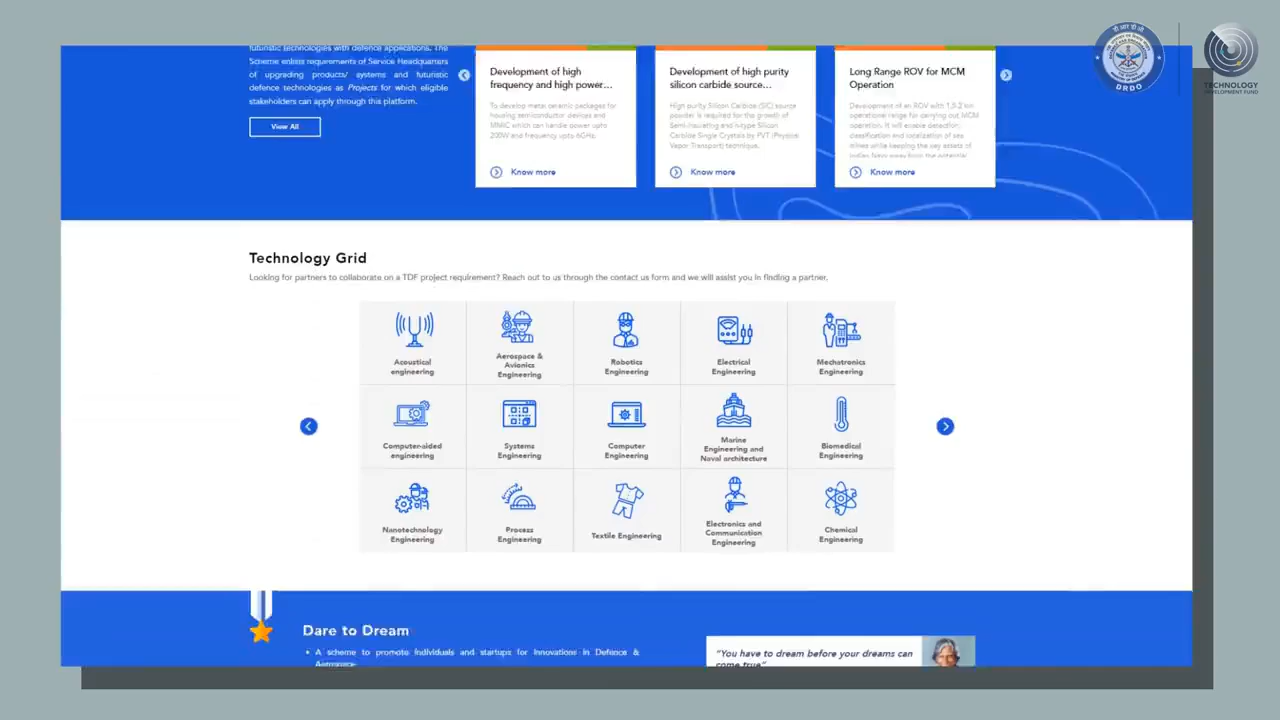 futuristic technologies with defence applications. The
Scheme enlists requirements of Service Headquarters
of upgrading products/ systems and futuristic
defence technologies as Projects for which eligible
stakeholders can apply through this platform.
View All
Development of high
frequency and high power...
To develop metal ceramic packages for
housing semiconductor devices and
MMIC which can handle power upto
200W and frequency upto 6GHz.
Know more
Development of high purity
silicon carbide source...
High purity Silicon Carbide (SiC) source
powder is required for the growth of
Semi-insulating and n-type Silicon
Carbide Single Crystals by PVT (Physical
Vapor Transport) technique.
Know more
Long Range ROV for MCM
Operation
Development of an ROV with 1.5-2 km
operational range for carrying out MCM
operation. It will enable detection,
classification and localization of sea
mines while keeping the key assets of
Indian Navy away from the potential
Know more
DRDO
TECHNOLOGY
DEVELOPMENT FUND
Technology Grid
Looking for partners to collaborate on a TDF project requirement? Reach out to us through the contact us form and we will assist you in finding a partner.
Acoustical
engineering
Aerospace &
Avionics
Engineering
Robotics
Engineering
Electrical
Engineering
Mechatronics
Engineering
Computer-aided
engineering
Systems
Engineering
Computer
Engineering
Marine
Engineering and
Naval architecture
Biomedical
Engineering
Nanotechnology
Engineering
Process
Engineering
Textile Engineering
Electronics and
Communication
Engineering
Chemical
Engineering
Dare to Dream
• A scheme to promote individuals and startups for Innovations in Defence &
Aerospace
"You have to dream before your dreams can
come true"